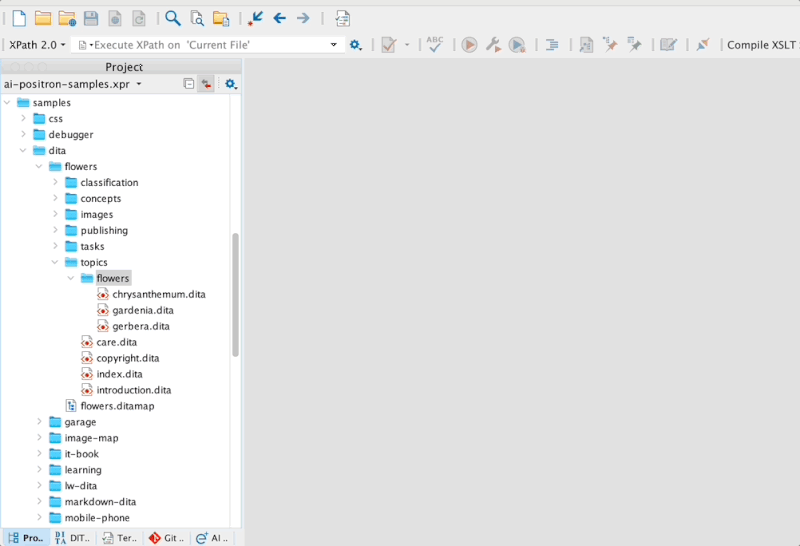 XPath 2.0 Execute XPath on 'Current File' ABC Compile XSLT
Project
ai-positron-samples.xpr
samples
css
debugger
dita
flowers
classification
concepts
images
publishing
tasks
topics
flowers
chrysanthemum.dita
gardenia.dita
gerbera.dita
care.dita
copyright.dita
index.dita
introduction.dita
flowers.ditamap
garage
image-map
it-book
learning
lw-dita
markdown-dita
mobile-phone
Pro.. DITA DIT.. Ter.. Git .. AI ..